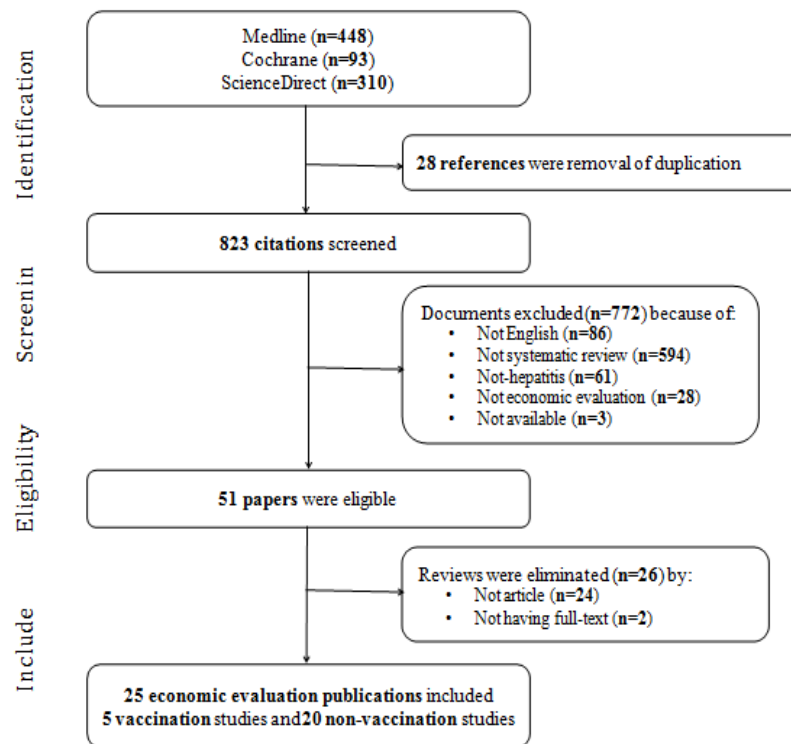 Identification
Medline (n=448)
Cochrane (n=93)
ScienceDirect (n=310)
28 references were removal of duplication
Screenin
823 citations screened
Documents excluded (n=772) because of:
• Not English (n=86)
• Not systematic review (n=594)
• Not-hepatitis (n=61)
• Not economic evaluation (n=28)
• Not available (n=3)
Eligibility
51 papers were eligible
Reviews were eliminated (n=26) by:
• Not article (n=24)
• Not having full-text (n=2)
Include
25 economic evaluation publications included
5 vaccination studies and 20 non-vaccination studies